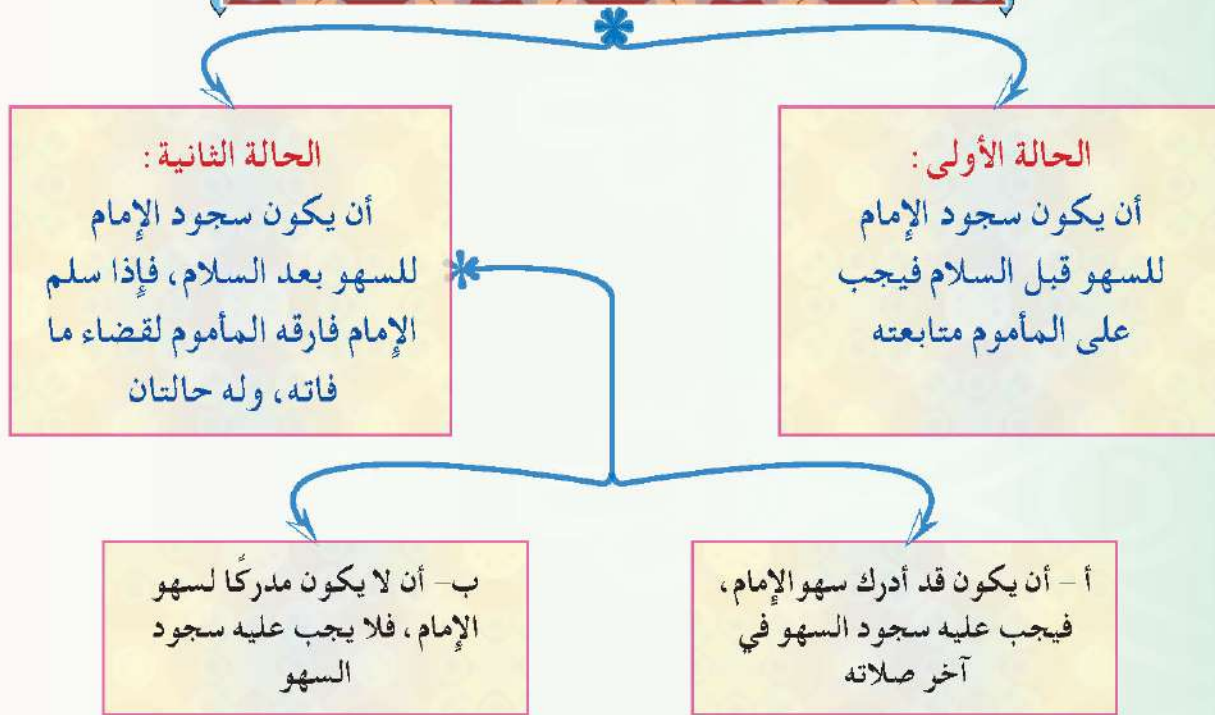 الحالة الأولى :
أن يكون سجود الإمام
للسهو قبل السلام فيجب
على المأموم متابعته
الحالة الثانية :
أن يكون سجود الإمام
للسهو بعد السلام، فإذا سلم
الإمام فارقه المأموم لقضاء ما
فاته، وله حالتان
أ – أن يكون قد أدرك سهو الإمام،
فيجب عليه سجود السهو في
آخر صلاته
ب– أن لا يكون مدركًا لسهو
الإمام، فلا يجب عليه سجود
السهو